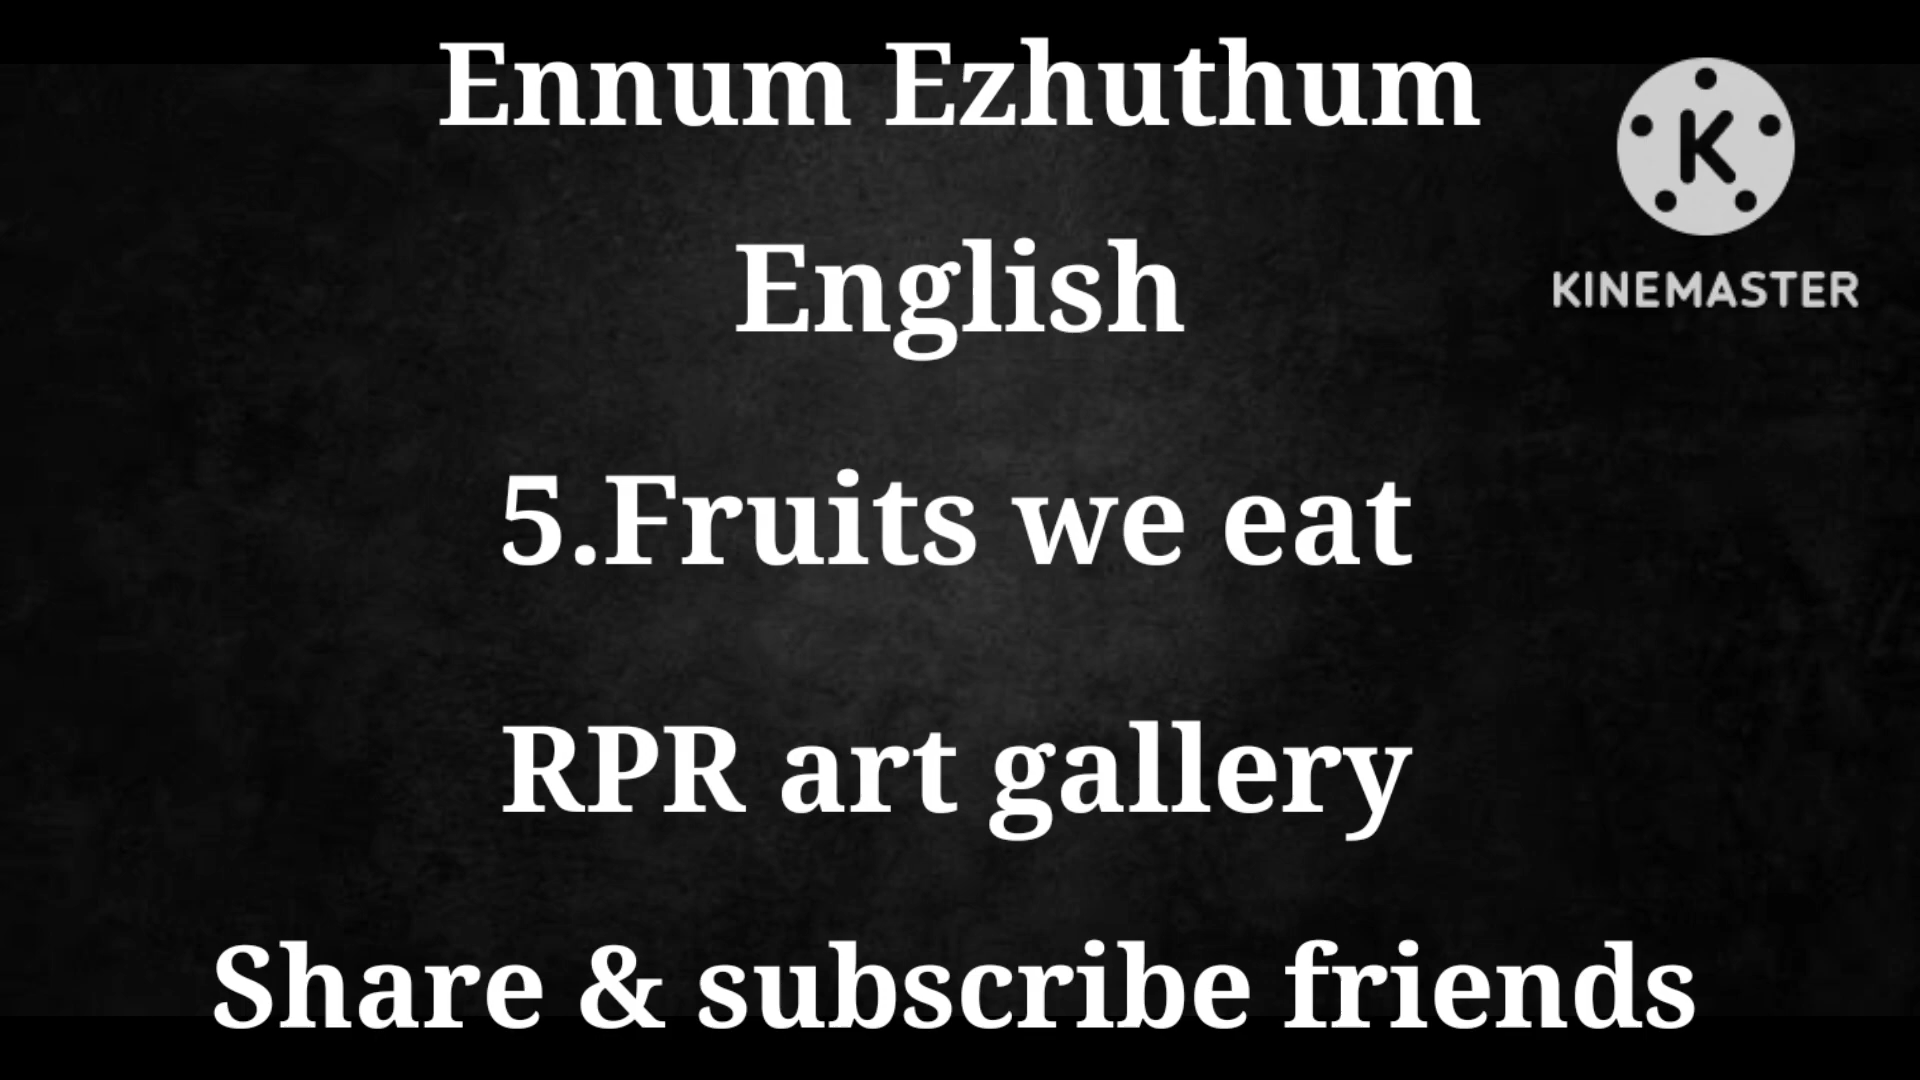 Ennum Ezhuthum
K
KINEMASTER
English
5.Fruits we eat
RPR art gallery
Share & subscribe friends